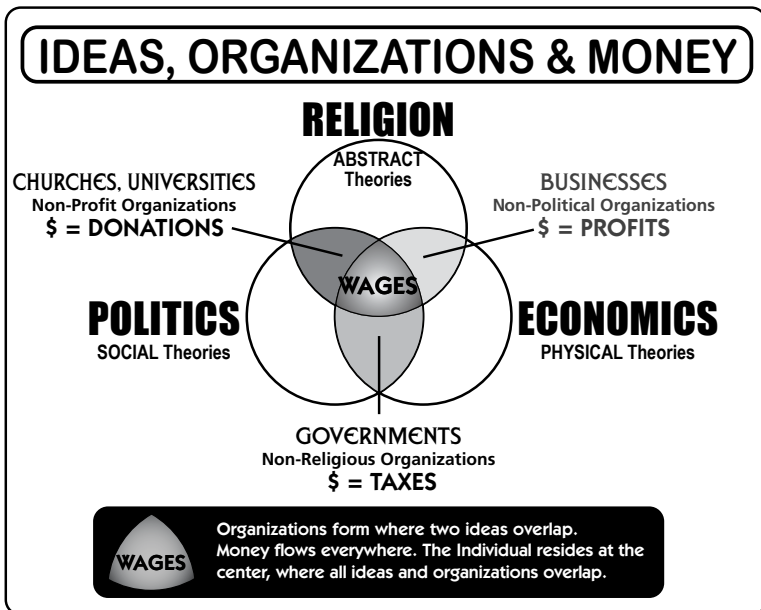 IDEAS, ORGANIZATIONS & MONEY
RELIGION
ABSTRACT
Theories
CHURCHES, UNIVERSITIES
Non-Profit Organizations
$ = DONATIONS
BUSINESSES
Non-Political Organizations
$ = PROFITS
WAGES
POLITICS
SOCIAL Theories
ECONOMICS
PHYSICAL Theories
GOVERNMENTS
Non-Religious Organizations
$ = TAXES
WAGES
Organizations form where two ideas overlap.
Money flows everywhere. The Individual resides at the
center, where all ideas and organizations overlap.